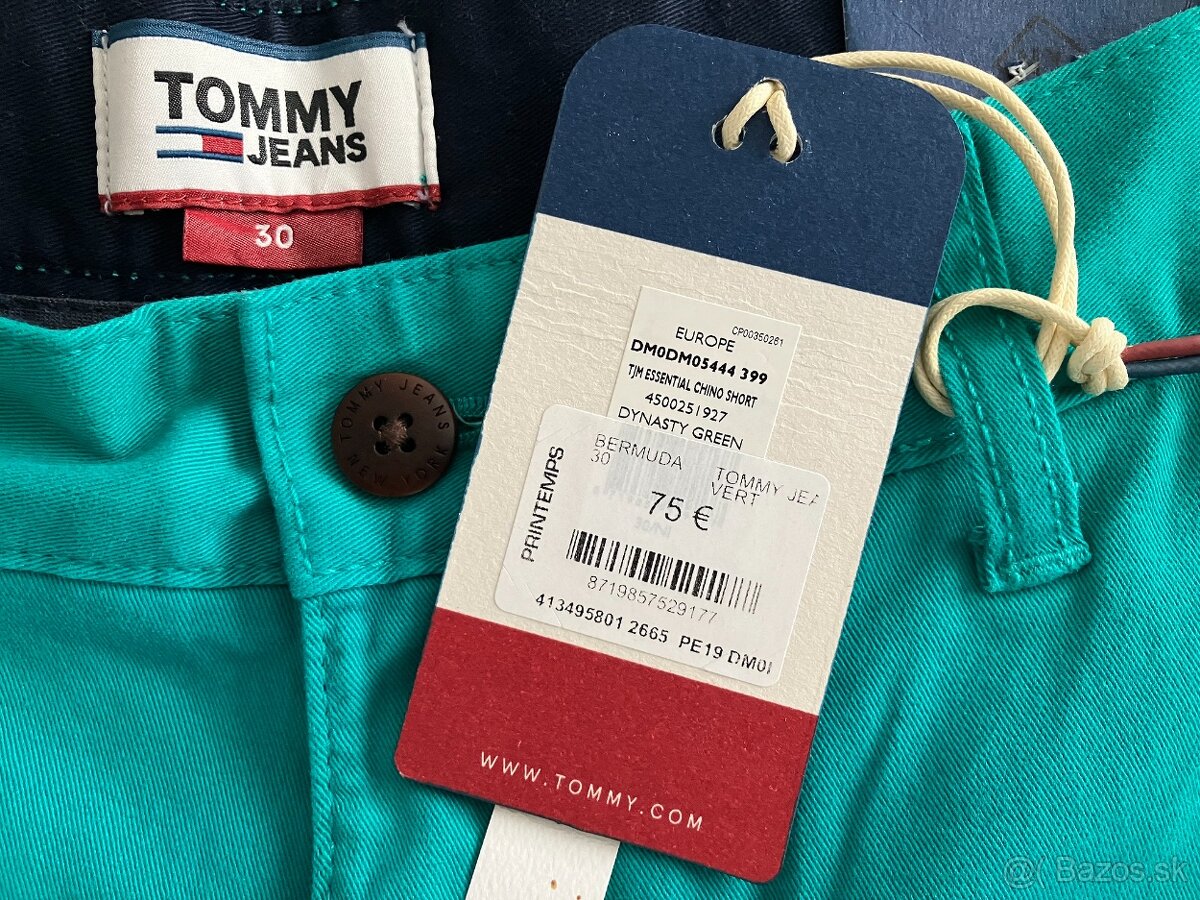 TOMMY
JEANS
30
TOMMY JEANS
NEW YORK
EUROPE
CP00350261
DM0DM05444 399
TJM ESSENTIAL CHINO SHORT
4500251927
DYNASTY GREEN
PRINTEMPS
BERMUDA TOMMY JEA
30 VERT
75 €
8719857529177
413495801 2665 PE19 DM0
WWW.TOMMY.COM
Bazos.sk